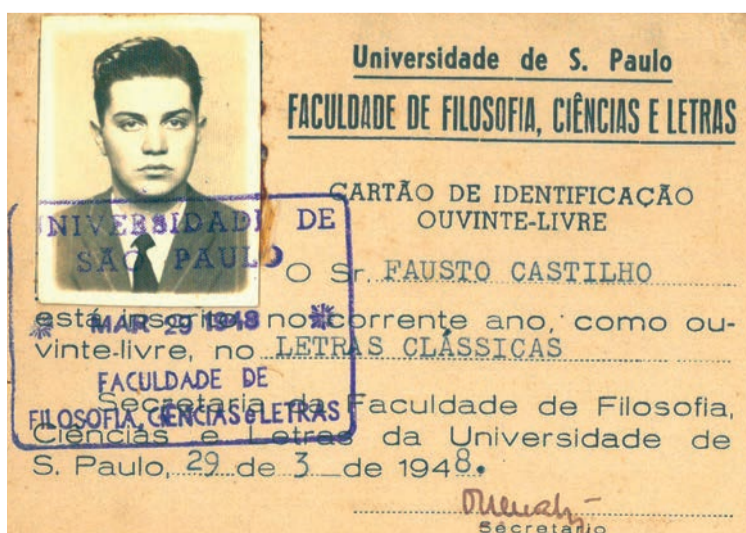 Universidade de S. Paulo
FACULDADE DE FILOSOFIA, CIÊNCIAS E LETRAS
CARTÃO DE IDENTIFICAÇÃO
OUVINTE-LIVRE
O Sr. FAUSTO CASTILHO
está inscrito, no corrente ano, como ou-
vinte-livre, no LETRAS CLÁSSICAS
Secretaria da Faculdade de Filosofia,
Ciências e Letras da Universidade de
S. Paulo, 29 de 3 de 1948.
Secretario
UNIVERSIDADE DE
SÃO PAULO
MAR 29 1948
FACULDADE DE
FILOSOFIA, CIENCIAS e LETRAS